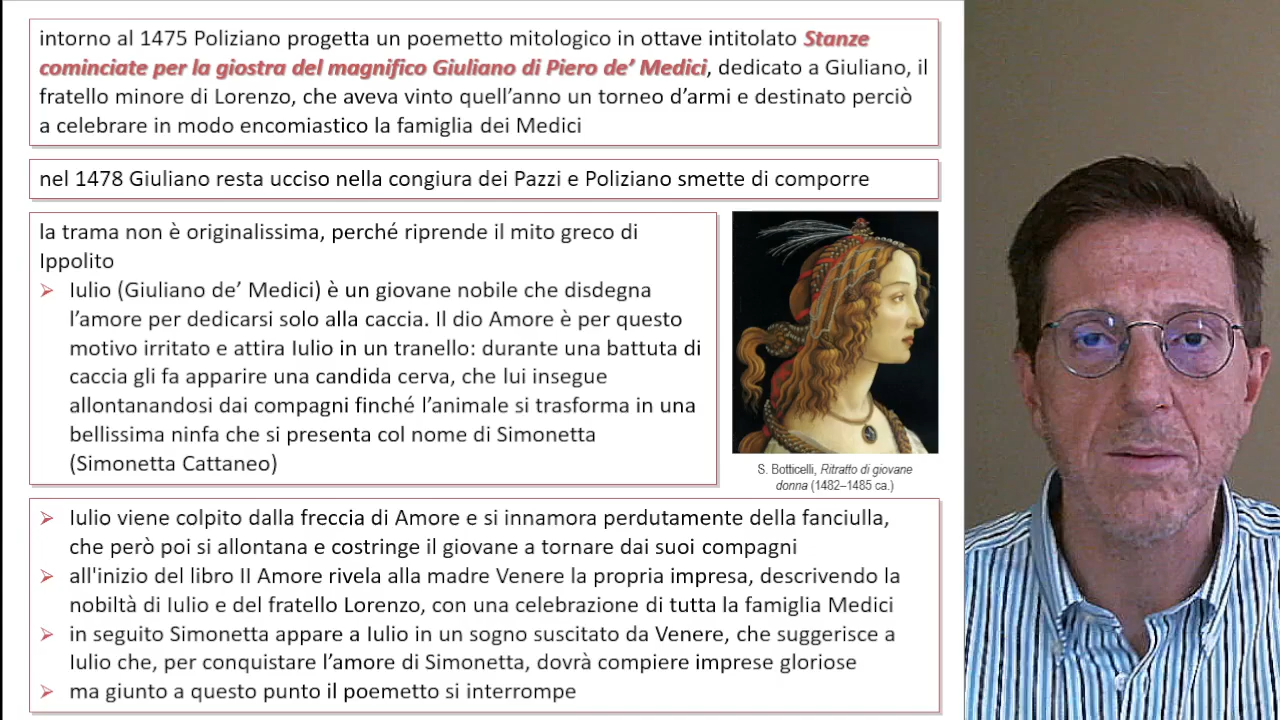 intorno al 1475 Poliziano progetta un poemetto mitologico in ottave intitolato Stanze
cominciate per la giostra del magnifico Giuliano di Piero de’ Medici, dedicato a Giuliano, il
fratello minore di Lorenzo, che aveva vinto quell’anno un torneo d’armi e destinato perciò
a celebrare in modo encomiastico la famiglia dei Medici
nel 1478 Giuliano resta ucciso nella congiura dei Pazzi e Poliziano smette di comporre
la trama non è originalissima, perché riprende il mito greco di
Ippolito
➢ Iulio (Giuliano de’ Medici) è un giovane nobile che disdegna
l’amore per dedicarsi solo alla caccia. Il dio Amore è per questo
motivo irritato e attira Iulio in un tranello: durante una battuta di
caccia gli fa apparire una candida cerva, che lui insegue
allontanandosi dai compagni finché l’animale si trasforma in una
bellissima ninfa che si presenta col nome di Simonetta
(Simonetta Cattaneo)
S. Botticelli, Ritratto di giovane
donna (1482–1485 ca.)
➢ Iulio viene colpito dalla freccia di Amore e si innamora perdutamente della fanciulla,
che però poi si allontana e costringe il giovane a tornare dai suoi compagni
➢ all'inizio del libro II Amore rivela alla madre Venere la propria impresa, descrivendo la
nobiltà di Iulio e del fratello Lorenzo, con una celebrazione di tutta la famiglia Medici
➢ in seguito Simonetta appare a Iulio in un sogno suscitato da Venere, che suggerisce a
Iulio che, per conquistare l’amore di Simonetta, dovrà compiere imprese gloriose
➢ ma giunto a questo punto il poemetto si interrompe